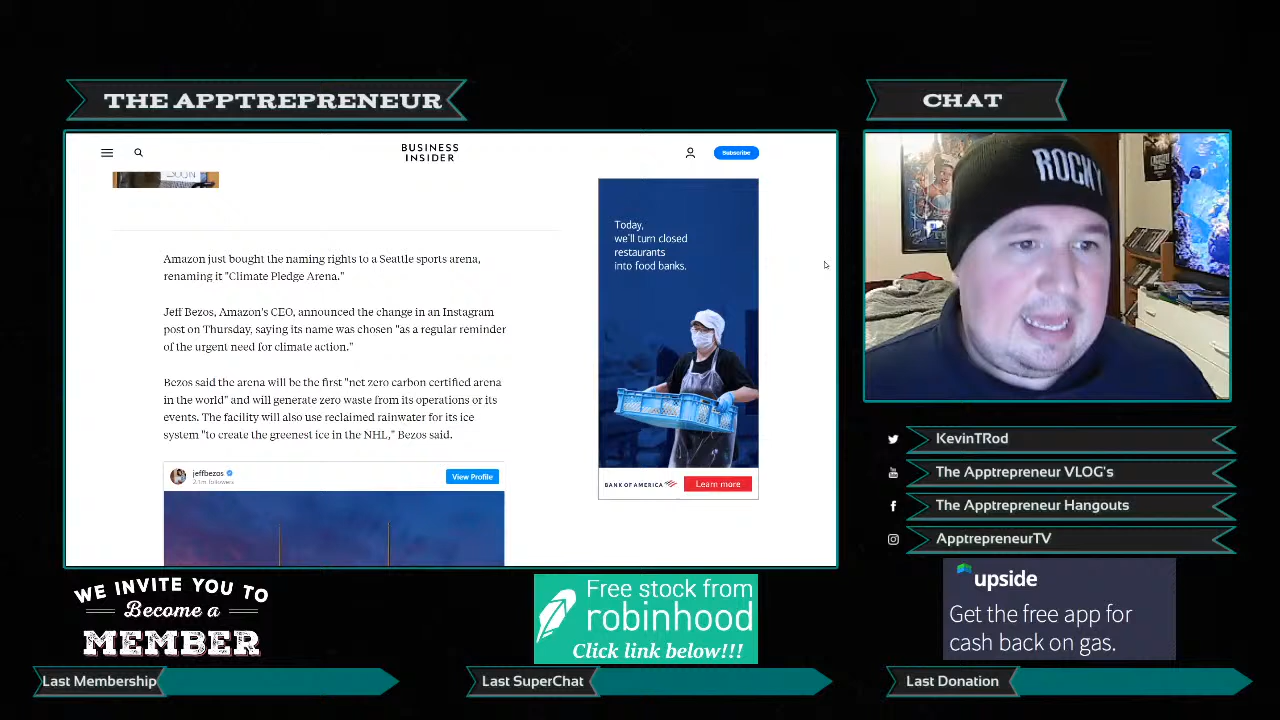 THE APPTREPRENEUR
CHAT
BUSINESS
INSIDER
Subscribe
Amazon just bought the naming rights to a Seattle sports arena,
renaming it "Climate Pledge Arena."
Jeff Bezos, Amazon's CEO, announced the change in an Instagram
post on Thursday, saying its name was chosen "as a regular reminder
of the urgent need for climate action."
Bezos said the arena will be the first "net zero carbon certified arena
in the world" and will generate zero waste from its operations or its
events. The facility will also use reclaimed rainwater for its ice
system "to create the greenest ice in the NHL," Bezos said.
jeffbezos
2.1m followers
View Profile
Today,
we'll turn closed
restaurants
into food banks.
BANK OF AMERICA
Learn more
ROCKY
KevinTRod
The Apptrepreneur VLOG's
The Apptrepreneur Hangouts
ApptrepreneurTV
WE INVITE YOU TO
Become a
MEMBER
Free stock from
robinhood
Click link below!!!
upside
Get the free app for
cash back on gas.
Last Membership
Last SuperChat
Last Donation